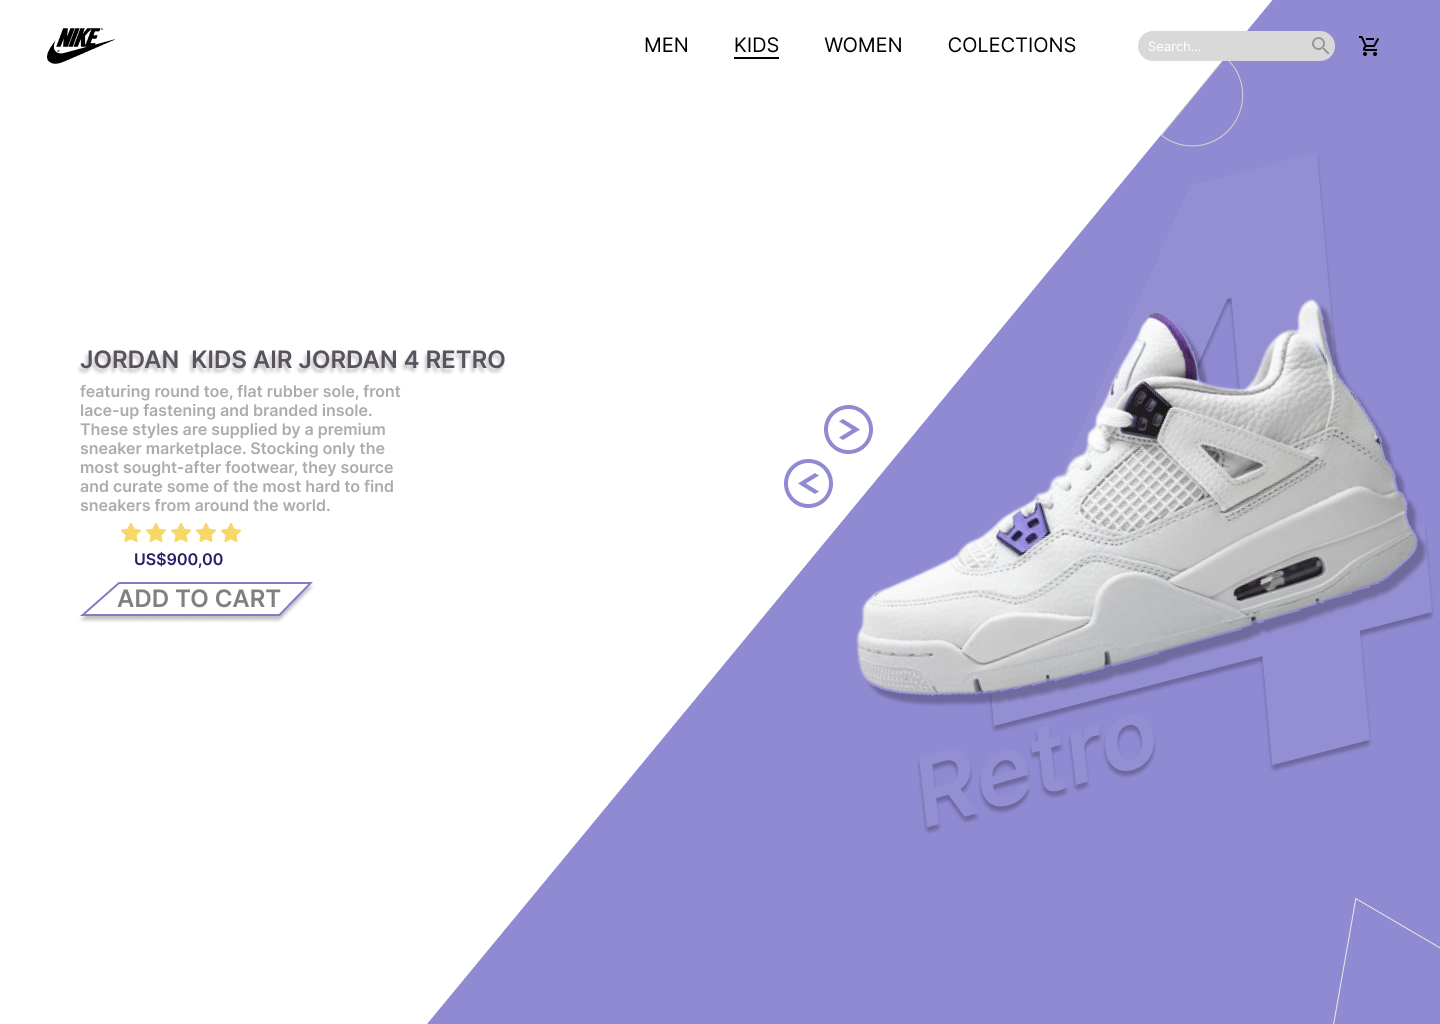 NIKE
MEN KIDS WOMEN COLECTIONS Search...
JORDAN KIDS AIR JORDAN 4 RETRO
featuring round toe, flat rubber sole, front
lace-up fastening and branded insole.
These styles are supplied by a premium
sneaker marketplace. Stocking only the
most sought-after footwear, they source
and curate some of the most hard to find
sneakers from around the world.
US$900,00
ADD TO CART
4
Retro